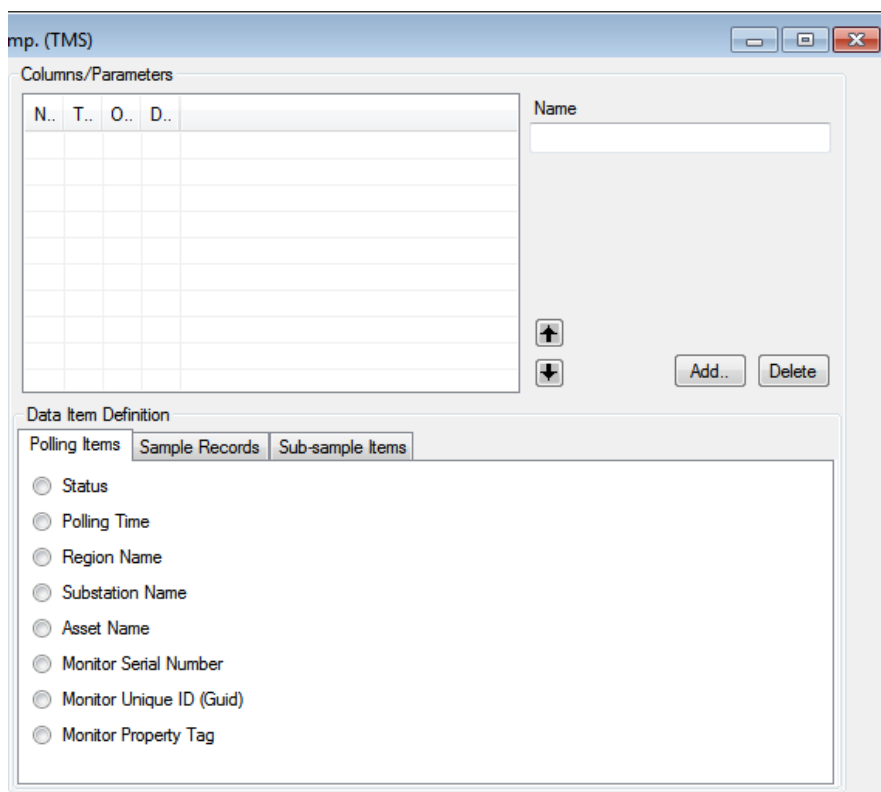 mp. (TMS)
Columns/Parameters
N.. T.. O.. D..
Name
Add..
Delete
Data Item Definition
Polling Items
Sample Records
Sub-sample Items
Status
Polling Time
Region Name
Substation Name
Asset Name
Monitor Serial Number
Monitor Unique ID (Guid)
Monitor Property Tag